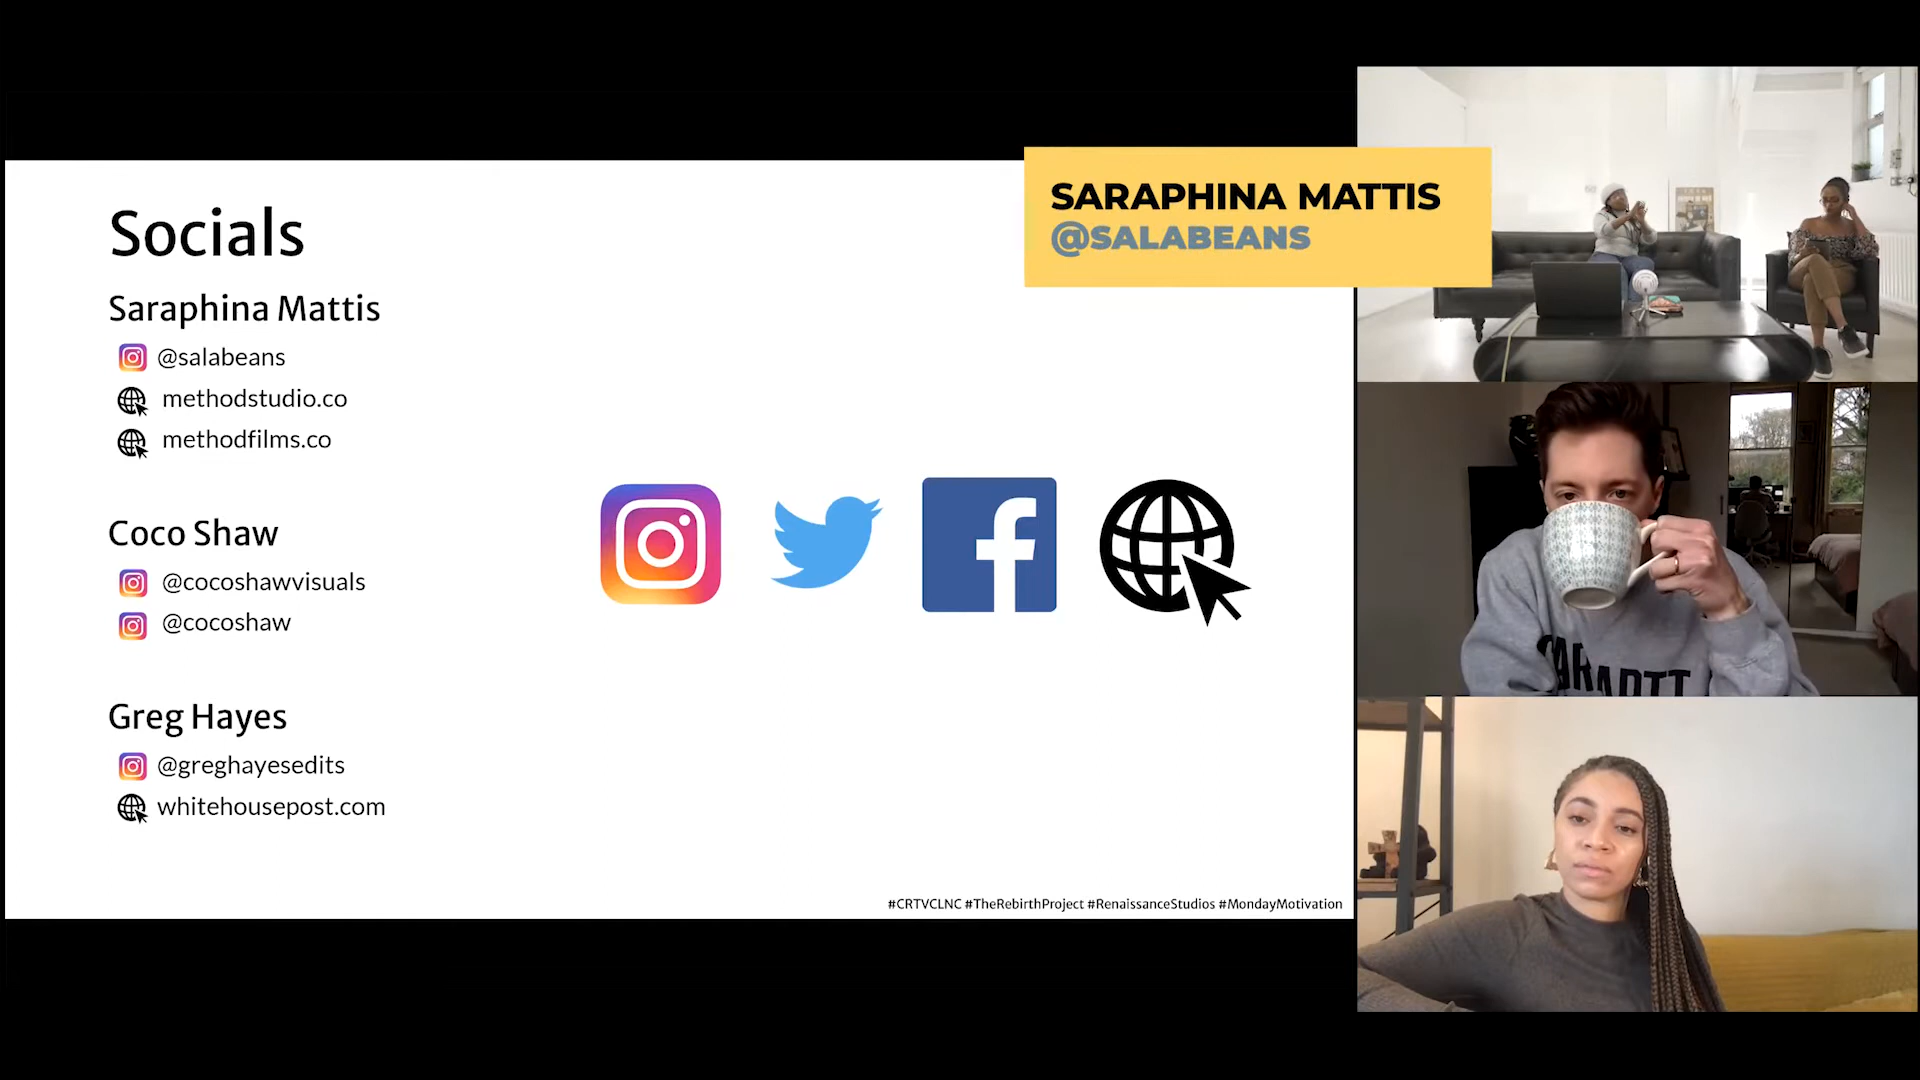 Socials
Saraphina Mattis
@salabeans
methodstudio.co
methodfilms.co
Coco Shaw
@cocoshawvisuals
@cocoshaw
Greg Hayes
@greghayesedits
whitehousepost.com
#CRTVCLNC #TheRebirthProject #RenaissanceStudios #MondayMotivation
SARAPHINA MATTIS
@SALABEANS
CARARTT